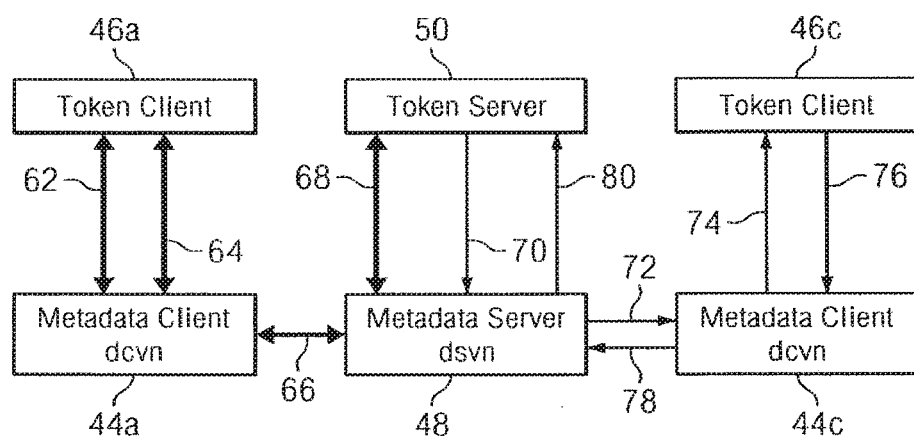 46a
50
46c
Token Client
Token Server
Token Client
62
64
68
70
80
74
76
72
Metadata Client
dcvn
66
Metadata Server
dsvn
78
Metadata Client
dcvn
44a
48
44c